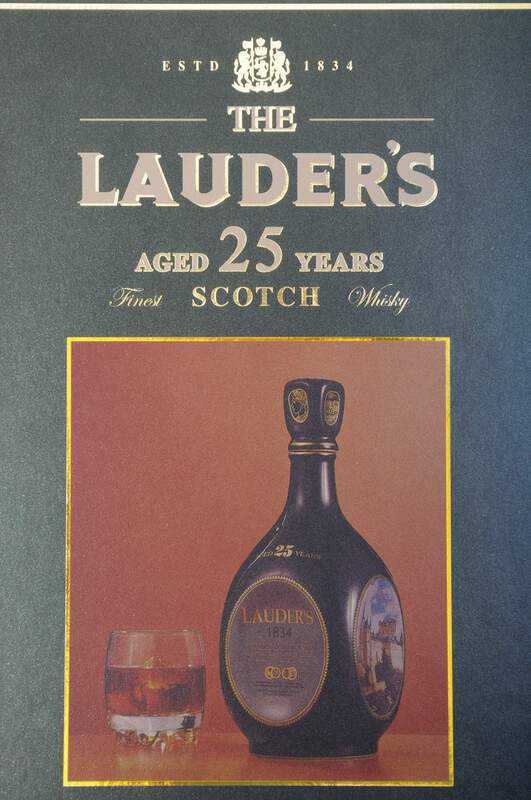 ESTD 1834
THE
LAUDER'S
AGED 25 YEARS
Finest SCOTCH Whisky
25 YEARS
LAUDER'S
1834